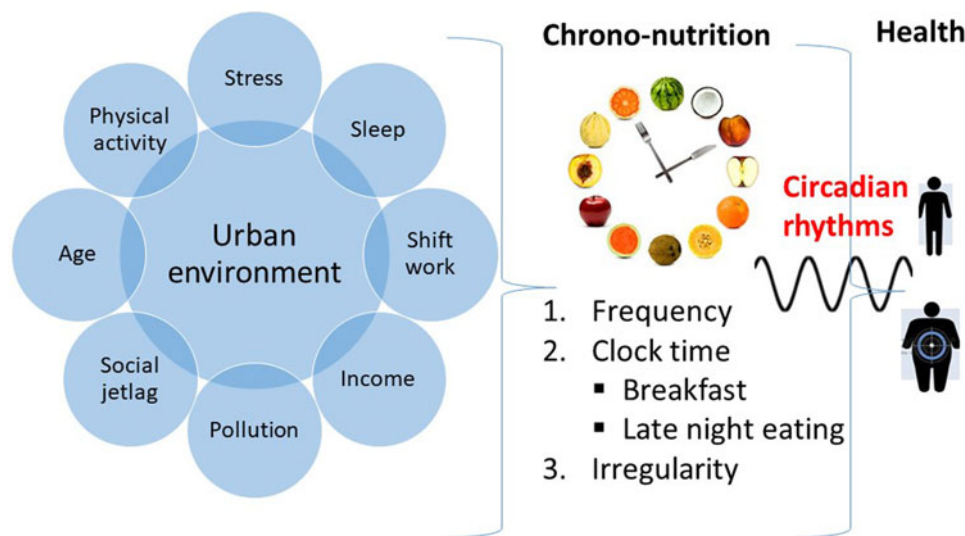 Chrono-nutrition
Health
Stress
Physical
activity
Sleep
Age
Urban
environment
Shift
work
Social
jetlag
Income
Pollution
Circadian
rhythms
1. Frequency
2. Clock time
▪ Breakfast
▪ Late night eating
3. Irregularity